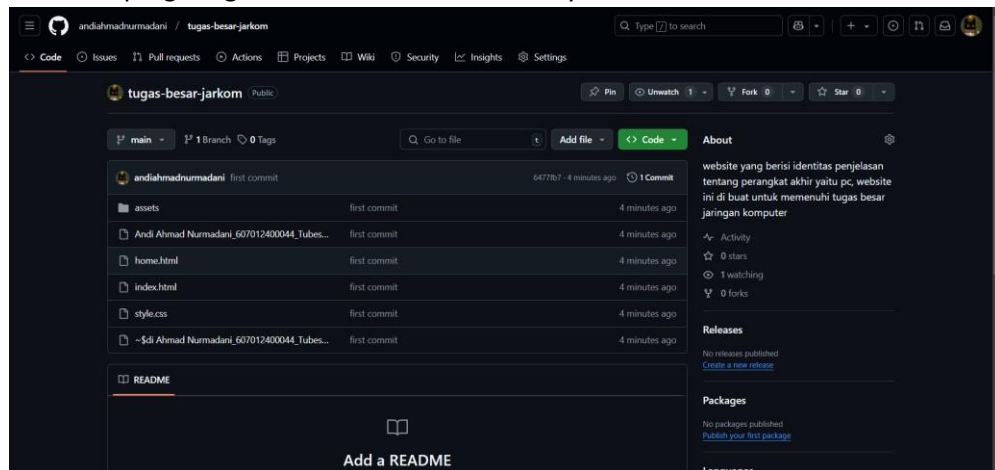 andiahmadnurmadani / tugas-besar-jarkom
Type / to search
Code Issues Pull requests Actions Projects Wiki Security Insights Settings
tugas-besar-jarkom Public
Pin Unwatch 1 Fork 0 Star 0
main 1 Branch 0 Tags
Go to file t Add file Code
andiahmadnurmadani first commit 6477fb7 · 4 minutes ago 1 Commit
assets first commit 4 minutes ago
Andi Ahmad Nurmadani_607012400044_Tubes... first commit 4 minutes ago
home.html first commit 4 minutes ago
index.html first commit 4 minutes ago
style.css first commit 4 minutes ago
~$di Ahmad Nurmadani_607012400044_Tubes... first commit 4 minutes ago
README
Add a README
About
website yang berisi identitas penjelasan
tentang perangkat akhir yaitu pc, website
ini di buat untuk memenuhi tugas besar
jaringan komputer
Activity
0 stars
1 watching
0 forks
Releases
No releases published
Create a new release
Packages
No packages published
Publish your first package